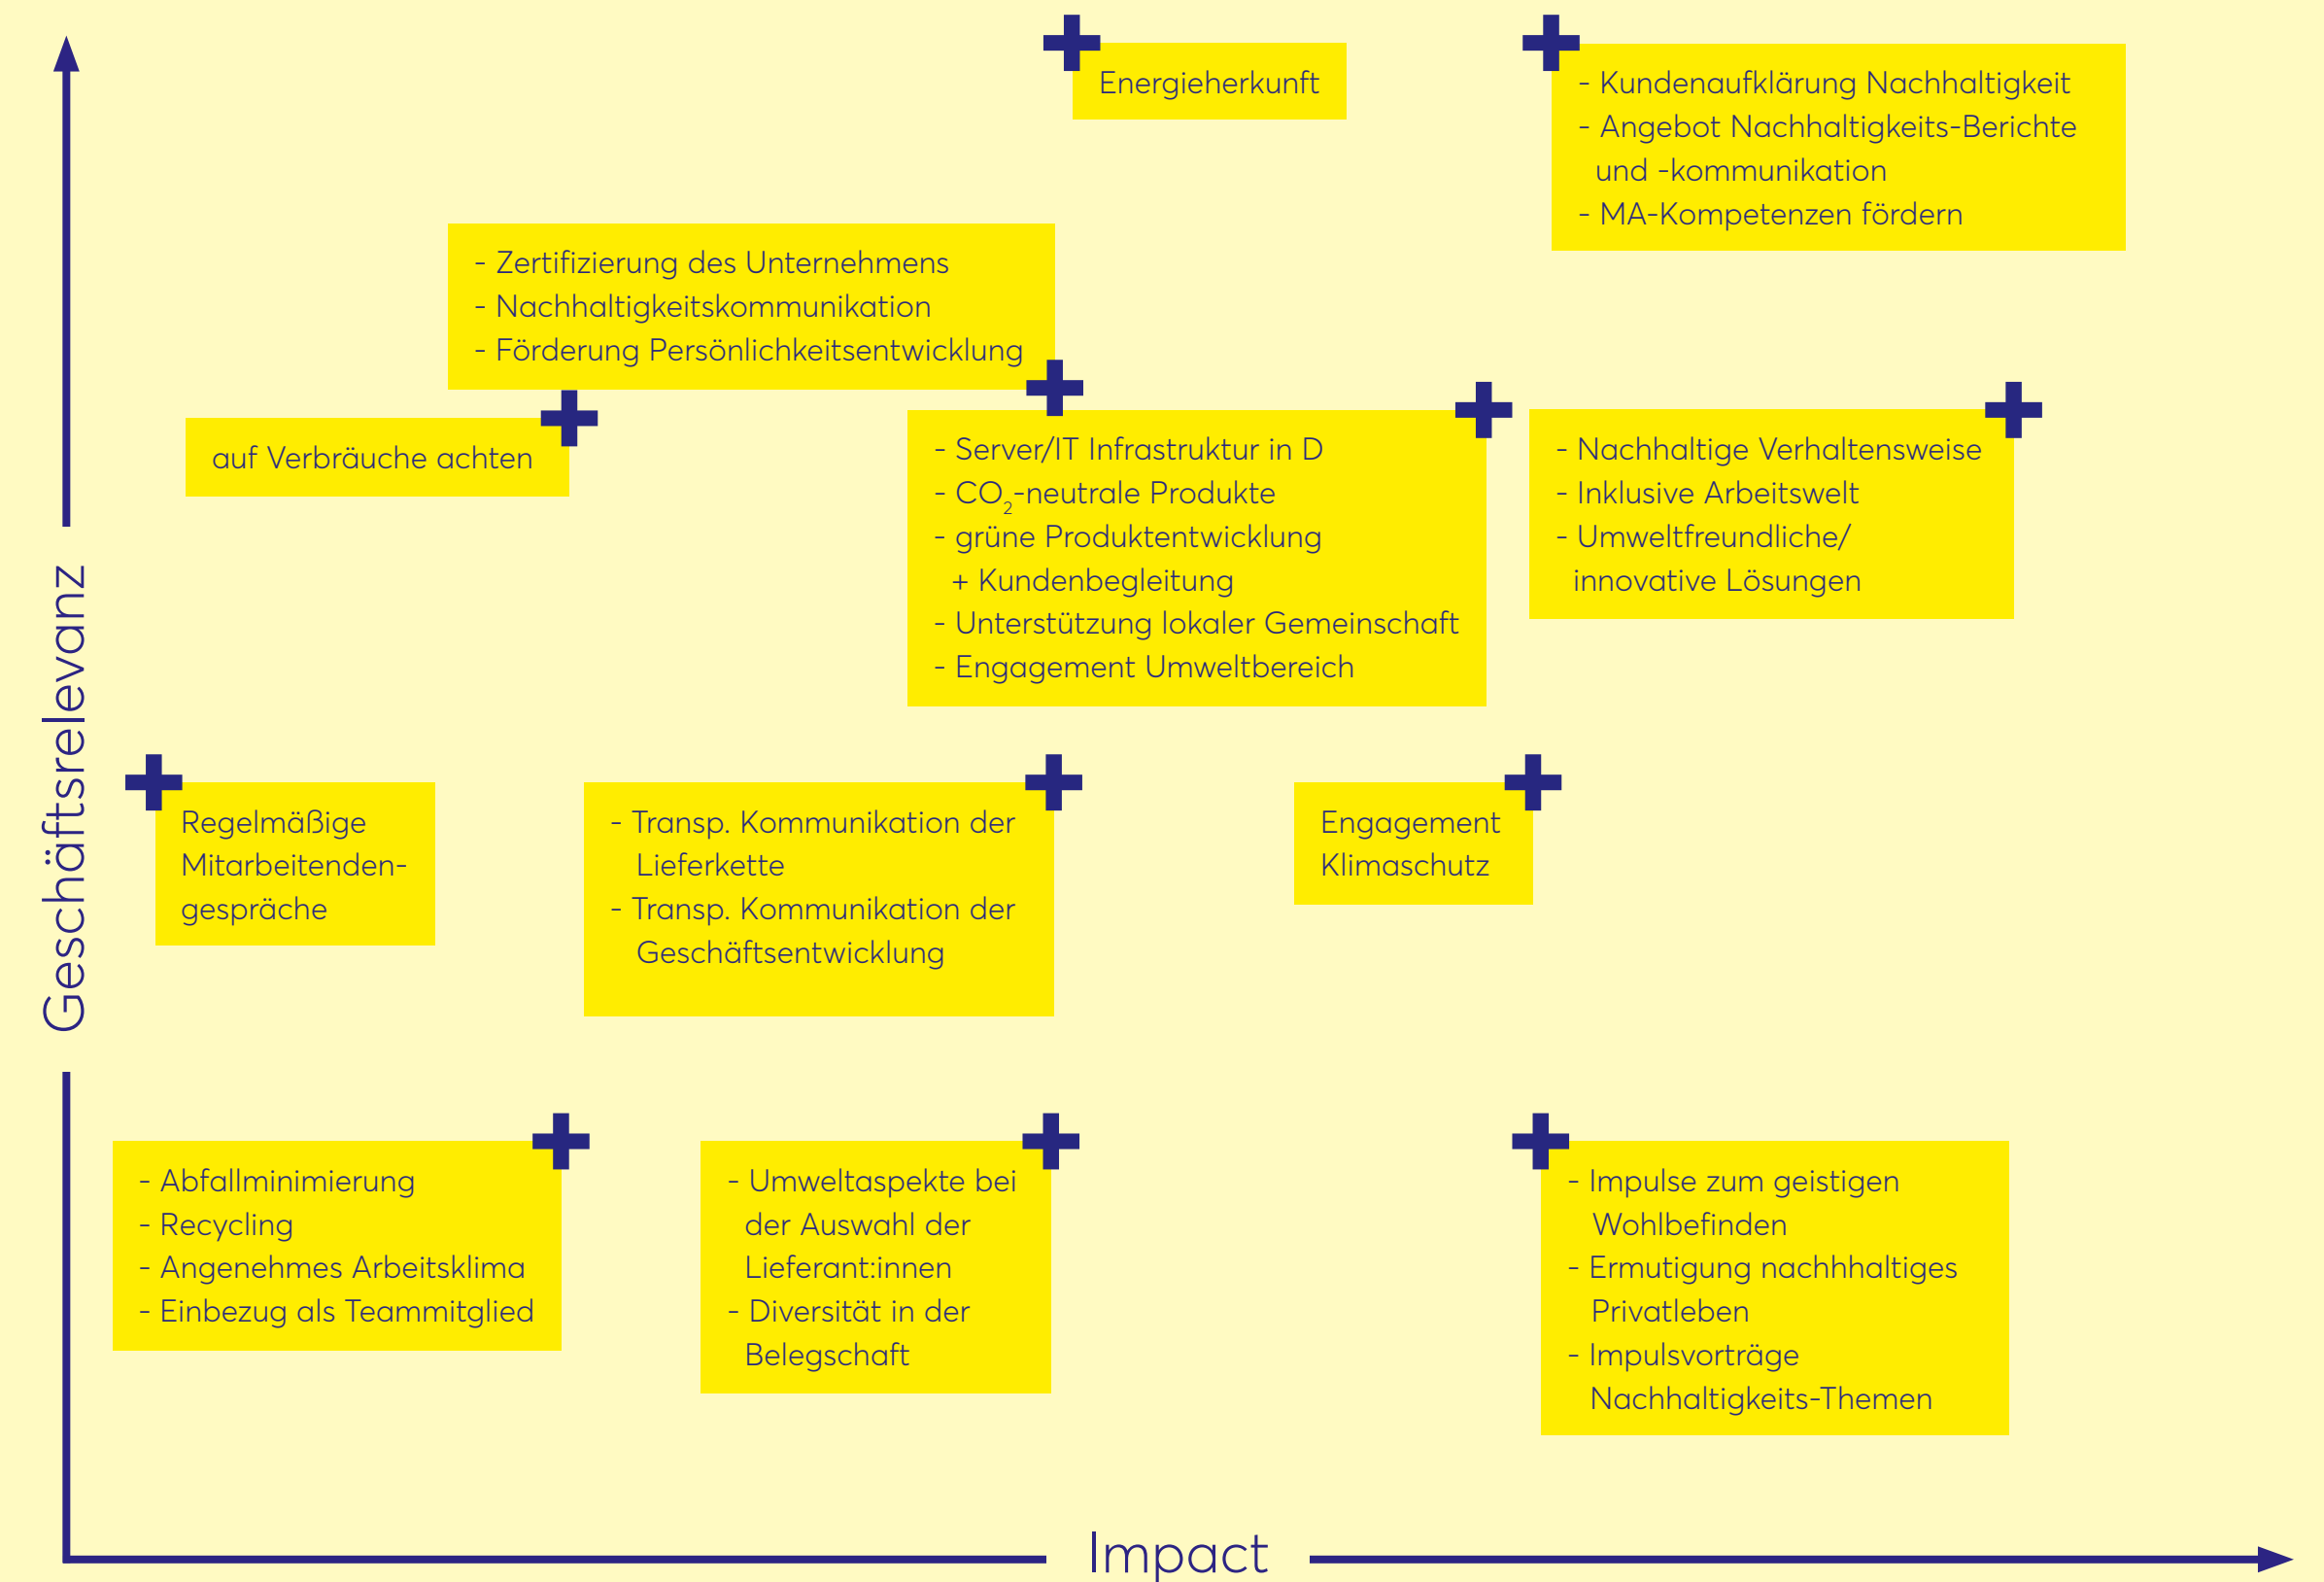 Energieherkunft
- Kundenaufklärung Nachhaltigkeit
- Angebot Nachhaltigkeits-Berichte
und -kommunikation
- MA-Kompetenzen fördern
- Zertifizierung des Unternehmens
- Nachhaltigkeitskommunikation
- Förderung Persönlichkeitsentwicklung
auf Verbräuche achten
- Server/IT Infrastruktur in D
- CO₂-neutrale Produkte
- grüne Produktentwicklung
+ Kundenbegleitung
- Unterstützung lokaler Gemeinschaft
- Engagement Umweltbereich
- Nachhaltige Verhaltensweise
- Inklusive Arbeitswelt
- Umweltfreundliche/
innovative Lösungen
Geschäftsrelevanz
Regelmäßige
Mitarbeitenden-
gespräche
- Transp. Kommunikation der
Lieferkette
- Transp. Kommunikation der
Geschäftsentwicklung
Engagement
Klimaschutz
- Abfallminimierung
- Recycling
- Angenehmes Arbeitsklima
- Einbezug als Teammitglied
- Umweltaspekte bei
der Auswahl der
Lieferant:innen
- Diversität in der
Belegschaft
- Impulse zum geistigen
Wohlbefinden
- Ermutigung nachhhaltiges
Privatleben
- Impulsvorträge
Nachhaltigkeits-Themen
Impact